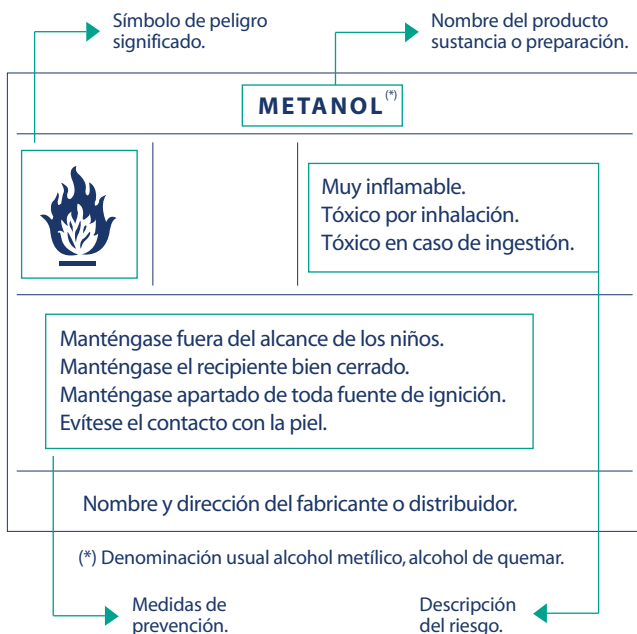 Símbolo de peligro
significado.
Nombre del producto
sustancia o preparación.
METANOL(*)
Muy inflamable.
Tóxico por inhalación.
Tóxico en caso de ingestión.
Manténgase fuera del alcance de los niños.
Manténgase el recipiente bien cerrado.
Manténgase apartado de toda fuente de ignición.
Evítese el contacto con la piel.
Nombre y dirección del fabricante o distribuidor.
(*) Denominación usual alcohol metílico, alcohol de quemar.
Medidas de
prevención.
Descripción
del riesgo.